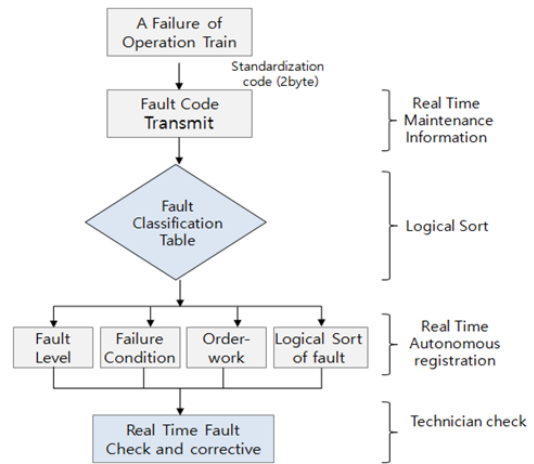 A Failure of
Operation Train
Standardization
code (2byte)
Fault Code
Transmit
Real Time
Maintenance
Information
Fault
Classification
Table
Logical Sort
Fault
Level
Failure
Condition
Order-
work
Logical Sort
of fault
Real Time
Autonomous
registration
Real Time Fault
Check and corrective
Technician check